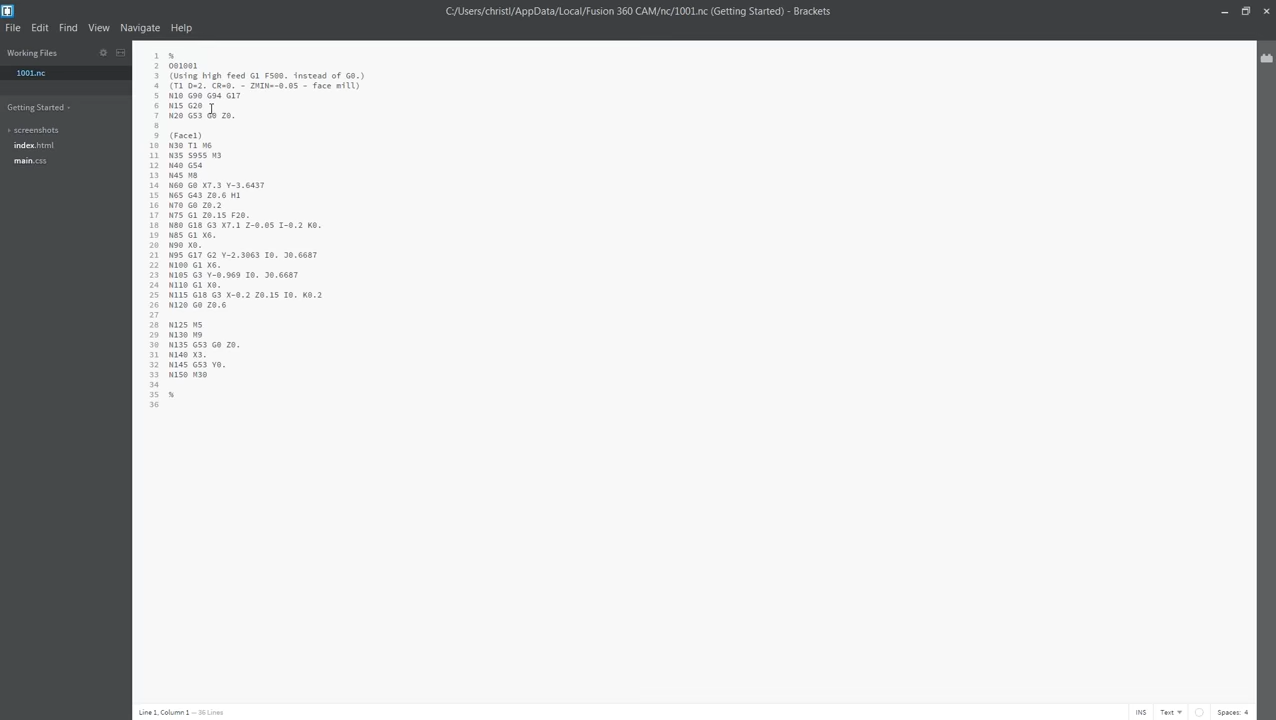 C:/Users/christl/AppData/Local/Fusion 360 CAM/nc/1001.nc (Getting Started) - Brackets
File Edit Find View Navigate Help
Working Files
1001.nc
Getting Started
screenshots
index.html
main.css
1 %
2 O01001
3 (Using high feed G1 F500. instead of G0.)
4 (T1 D=2. CR=0. - ZMIN=-0.05 - face mill)
5 N10 G90 G94 G17
6 N15 G20
7 N20 G53 G0 Z0.
8
9 (Face1)
10 N30 T1 M6
11 N35 S955 M3
12 N40 G54
13 N45 M8
14 N60 G0 X7.3 Y-3.6437
15 N65 G43 Z0.6 H1
16 N70 G0 Z0.2
17 N75 G1 Z0.15 F20.
18 N80 G18 G3 X7.1 Z-0.05 I-0.2 K0.
19 N85 G1 X6.
20 N90 X0.
21 N95 G17 G2 Y-2.3063 I0. J0.6687
22 N100 G1 X6.
23 N105 G3 Y-0.969 I0. J0.6687
24 N110 G1 X0.
25 N115 G18 G3 X-0.2 Z0.15 I0. K0.2
26 N120 G0 Z0.6
27
28 N125 M5
29 N130 M9
30 N135 G53 G0 Z0.
31 N140 X3.
32 N145 G53 Y0.
33 N150 M30
34
35 %
36
Line 1, Column 1 — 36 Lines
INS Text Spaces: 4